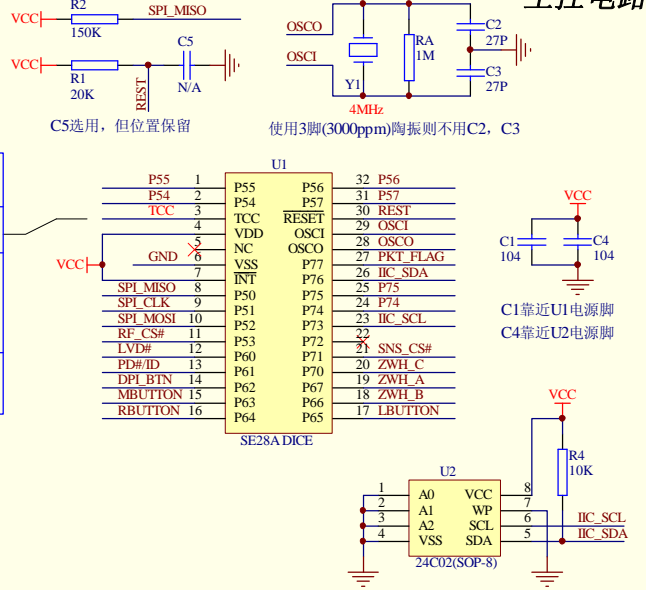 主控电路
R2
VCC
SPI_MISO
150K
VCC
R1
20K
REST
C5
N/A
C5选用，但位置保留
OSCO
OSCI
Y1
4MHz
RA
1M
C2
27P
C3
27P
使用3脚(3000ppm)陶振则不用C2，C3
U1
P55 1 P55 P56 32 P56
P54 2 P54 P57 31 P57
TCC 3 TCC RESET 30 REST
4 VDD OSCI 29 OSCI
5 NC OSCO 28 OSCO
GND 6 VSS P77 27 PKT_FLAG
VCC
7 INT P76 26 IIC_SDA
SPI_MISO 8 P50 P75 25 P75
SPI_CLK 9 P51 P74 24 P74
SPI_MOSI 10 P52 P73 23 IIC_SCL
RF_CS# 11 P53 P72 22
LVD# 12 P60 P71 21 SNS_CS#
PD#/ID 13 P61 P70 20 ZWH_C
DPI_BTN 14 P62 P67 19 ZWH_A
MBUTTON 15 P63 P66 18 ZWH_B
RBUTTON 16 P64 P65 17 LBUTTON
SE28A DICE
VCC
C1
104
C4
104
C1靠近U1电源脚
C4靠近U2电源脚
VCC
R4
10K
U2
1 A0 VCC 8
2 A1 WP 7
3 A2 SCL 6 IIC_SCL
4 VSS SDA 5 IIC_SDA
24C02(SOP-8)